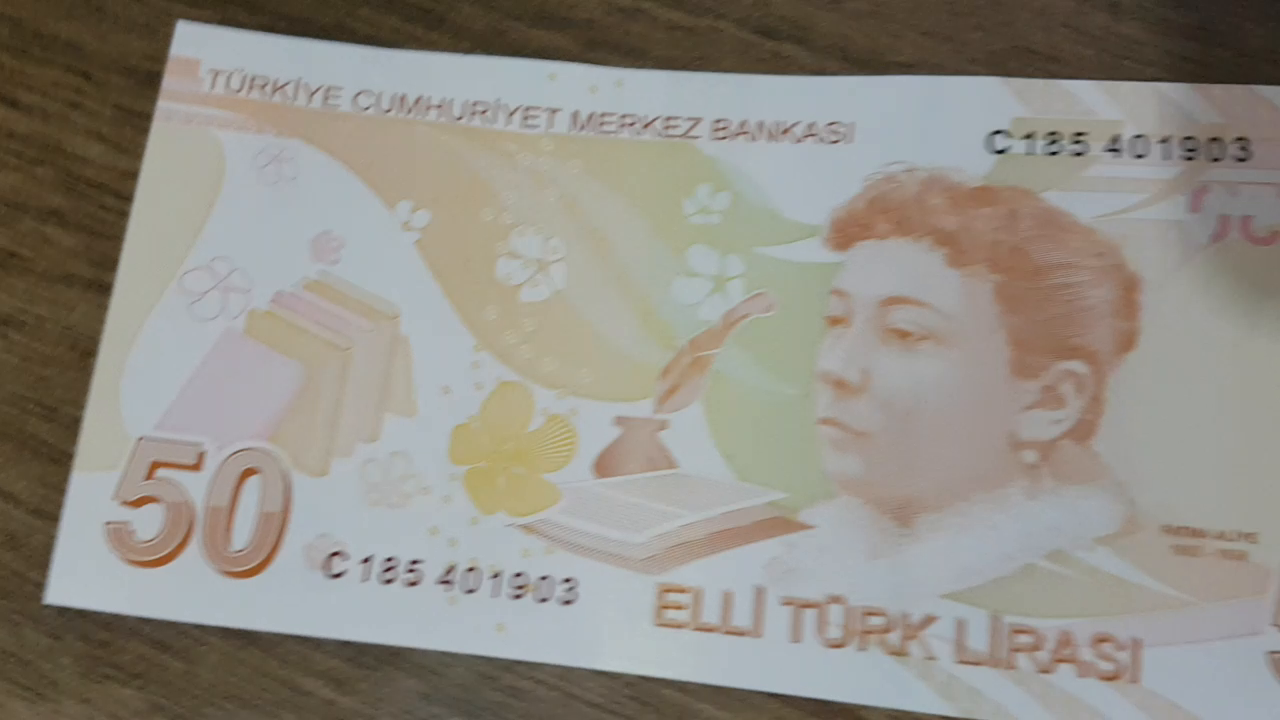 TÜRKİYE CUMHURİYET MERKEZ BANKASI
C185 401903
50
C185 401903
ELLİ TÜRK LİRASI